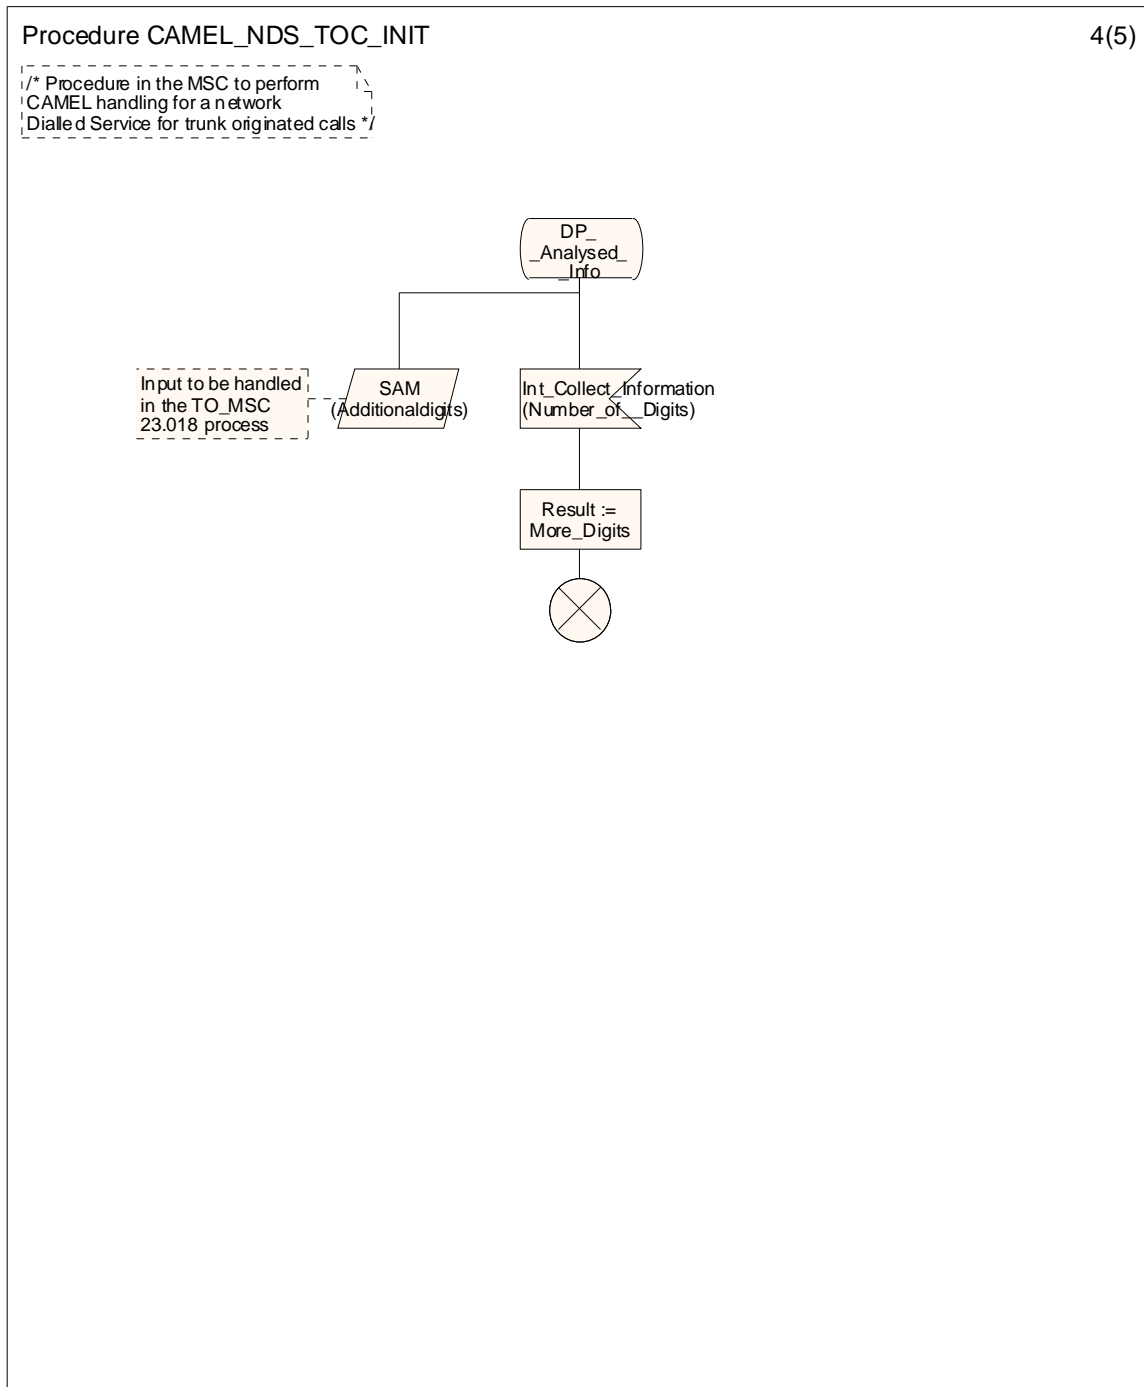 Procedure CAMEL_NDS_TOC_INIT
4(5)
/* Procedure in the MSC to perform
CAMEL handling for a network
Dialled Service for trunk originated calls */
DP_
_Analysed_
_Info
Input to be handled
in the TO_MSC
23.018 process
SAM
(Additionaldigits)
Int_Collect_Information
(Number_of__Digits)
Result :=
More_Digits